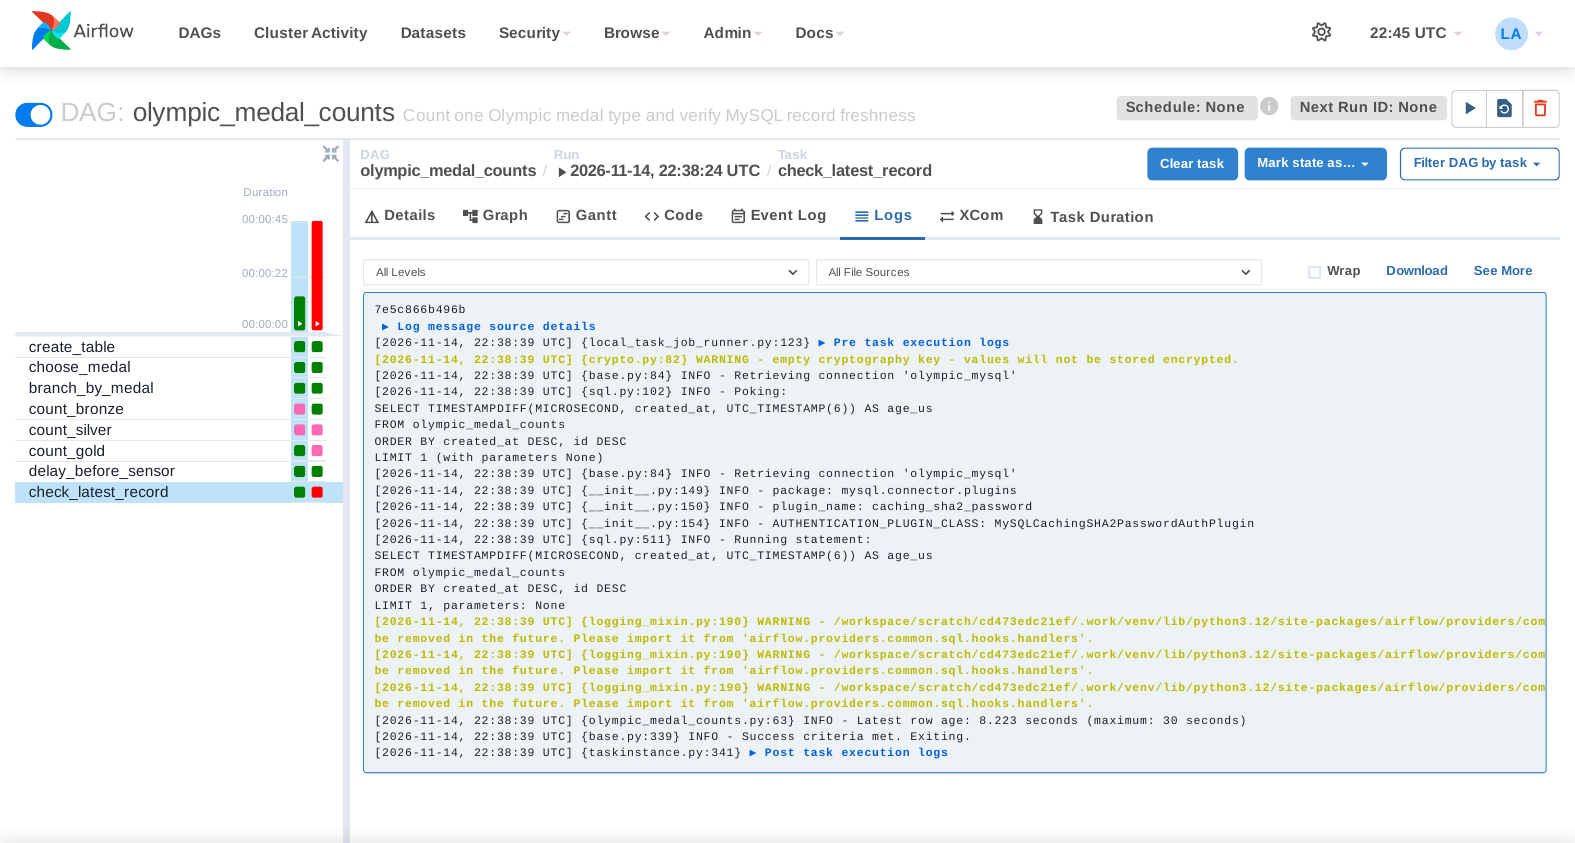 Airflow
DAGs
Cluster Activity
Datasets
Security
Browse
Admin
Docs
22:45 UTC
LA
DAG: olympic_medal_counts Count one Olympic medal type and verify MySQL record freshness
Schedule: None
Next Run ID: None
Duration
00:00:45
00:00:22
00:00:00
create_table
choose_medal
branch_by_medal
count_bronze
count_silver
count_gold
delay_before_sensor
check_latest_record
DAG
olympic_medal_counts /
Run
2026-11-14, 22:38:24 UTC /
Task
check_latest_record
Clear task
Mark state as...
Filter DAG by task
Details
Graph
Gantt
Code
Event Log
Logs
XCom
Task Duration
All Levels
All File Sources
Wrap
Download
See More
7e5c866b496b
▶ Log message source details
[2026-11-14, 22:38:39 UTC] {local_task_job_runner.py:123} ▶ Pre task execution logs
[2026-11-14, 22:38:39 UTC] {crypto.py:82} WARNING - empty cryptography key - values will not be stored encrypted.
[2026-11-14, 22:38:39 UTC] {base.py:84} INFO - Retrieving connection 'olympic_mysql'
[2026-11-14, 22:38:39 UTC] {sql.py:102} INFO - Poking:
SELECT TIMESTAMPDIFF(MICROSECOND, created_at, UTC_TIMESTAMP(6)) AS age_us
FROM olympic_medal_counts
ORDER BY created_at DESC, id DESC
LIMIT 1 (with parameters None)
[2026-11-14, 22:38:39 UTC] {base.py:84} INFO - Retrieving connection 'olympic_mysql'
[2026-11-14, 22:38:39 UTC] {__init__.py:149} INFO - package: mysql.connector.plugins
[2026-11-14, 22:38:39 UTC] {__init__.py:150} INFO - plugin_name: caching_sha2_password
[2026-11-14, 22:38:39 UTC] {__init__.py:154} INFO - AUTHENTICATION_PLUGIN_CLASS: MySQLCachingSHA2PasswordAuthPlugin
[2026-11-14, 22:38:39 UTC] {sql.py:511} INFO - Running statement:
SELECT TIMESTAMPDIFF(MICROSECOND, created_at, UTC_TIMESTAMP(6)) AS age_us
FROM olympic_medal_counts
ORDER BY created_at DESC, id DESC
LIMIT 1, parameters: None
[2026-11-14, 22:38:39 UTC] {logging_mixin.py:190} WARNING - /workspace/scratch/cd473edc21ef/.work/venv/lib/python3.12/site-packages/airflow/providers/com
be removed in the future. Please import it from 'airflow.providers.common.sql.hooks.handlers'.
[2026-11-14, 22:38:39 UTC] {logging_mixin.py:190} WARNING - /workspace/scratch/cd473edc21ef/.work/venv/lib/python3.12/site-packages/airflow/providers/com
be removed in the future. Please import it from 'airflow.providers.common.sql.hooks.handlers'.
[2026-11-14, 22:38:39 UTC] {logging_mixin.py:190} WARNING - /workspace/scratch/cd473edc21ef/.work/venv/lib/python3.12/site-packages/airflow/providers/com
be removed in the future. Please import it from 'airflow.providers.common.sql.hooks.handlers'.
[2026-11-14, 22:38:39 UTC] {olympic_medal_counts.py:63} INFO - Latest row age: 8.223 seconds (maximum: 30 seconds)
[2026-11-14, 22:38:39 UTC] {base.py:339} INFO - Success criteria met. Exiting.
[2026-11-14, 22:38:39 UTC] {taskinstance.py:341} ▶ Post task execution logs